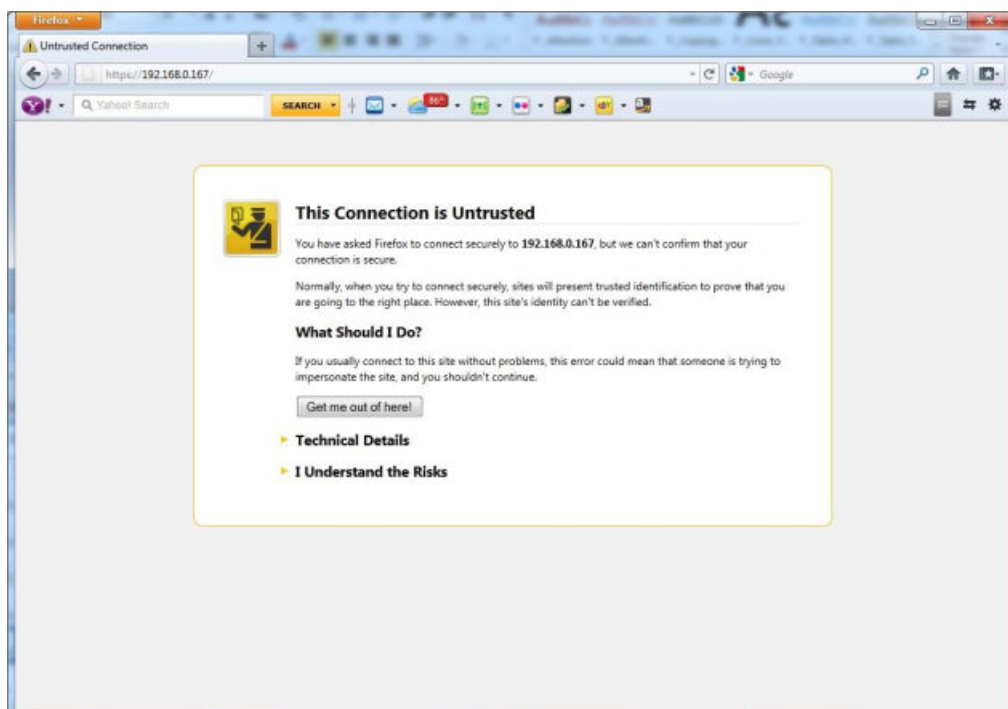 Firefox
Untrusted Connection
https://192.168.0.167/
Google
Y!
Yahoo! Search
SEARCH
86°
This Connection is Untrusted
You have asked Firefox to connect securely to 192.168.0.167, but we can't confirm that your
connection is secure.
Normally, when you try to connect securely, sites will present trusted identification to prove that you
are going to the right place. However, this site's identity can't be verified.
What Should I Do?
If you usually connect to this site without problems, this error could mean that someone is trying to
impersonate the site, and you shouldn't continue.
Get me out of here!
Technical Details
I Understand the Risks